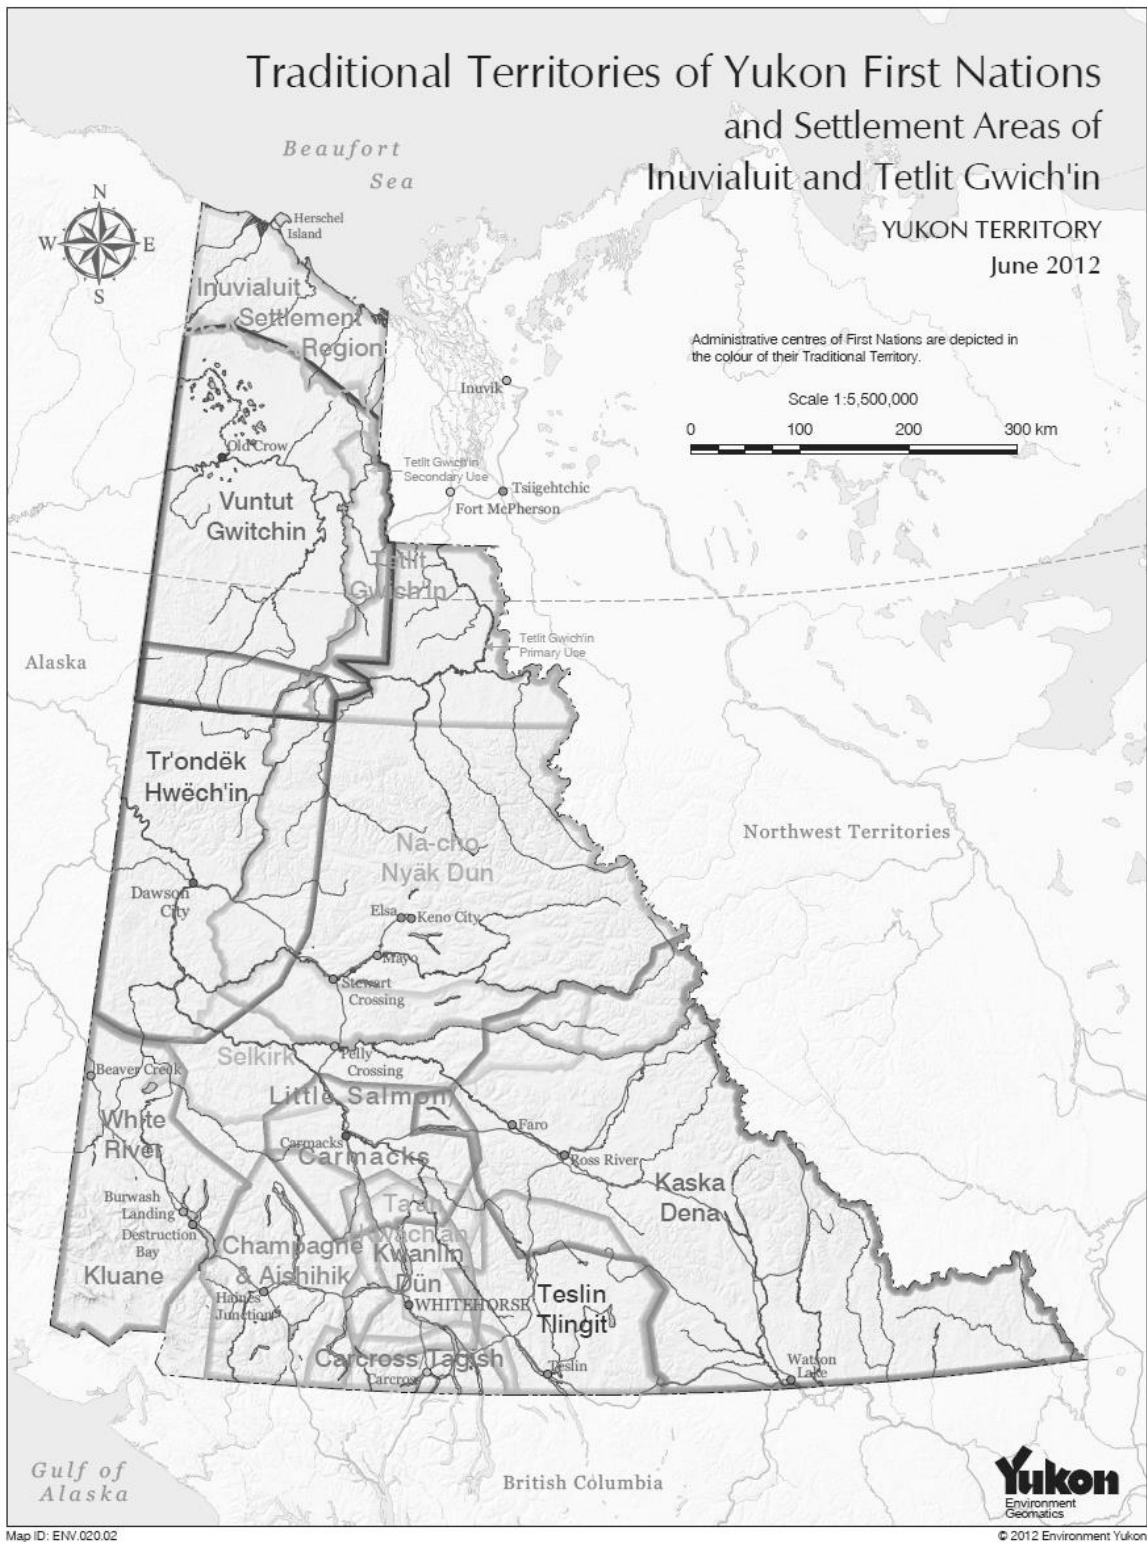 Traditional Territories of Yukon First Nations
and Settlement Areas of
Inuvialuit and Tetlit Gwich'in
YUKON TERRITORY
June 2012
Beaufort
Sea
N
W E
S
Herschel
Island
Inuvialuit
Settlement
Region
Administrative centres of First Nations are depicted in
the colour of their Traditional Territory.
Scale 1:5,500,000
0 100 200 300 km
Inuvik
Old Crow
Tetlit Gwich'in
Secondary Use
Tsiigehtchic
Fort McPherson
Vuntut
Gwitchin
Tetlit
Gwich'in
Tetlit Gwich'in
Primary Use
Alaska
Tr'ondëk
Hwëch'in
Northwest Territories
Na-cho
Nyäk Dun
Dawson
City
Elsa
Keno City
Mayo
Stewart
Crossing
Selkirk
Pelly
Crossing
Beaver Creek
Little Salmon
White
River
Faro
Carmacks
Carmacks
Ross River
Kaska
Dena
Burwash
Landing
Ta'an
Kwach'an
Destruction
Bay
Champagne
& Aishihik
Kwanlin
Dün
Kluane
Haines
Junction
WHITEHORSE
Teslin
Tlingit
Carcross/Tagish
Carcross
Teslin
Watson
Lake
Gulf of
Alaska
British Columbia
Yukon
Environment
Geomatics
Map ID: ENV.020.02
© 2012 Environment Yukon